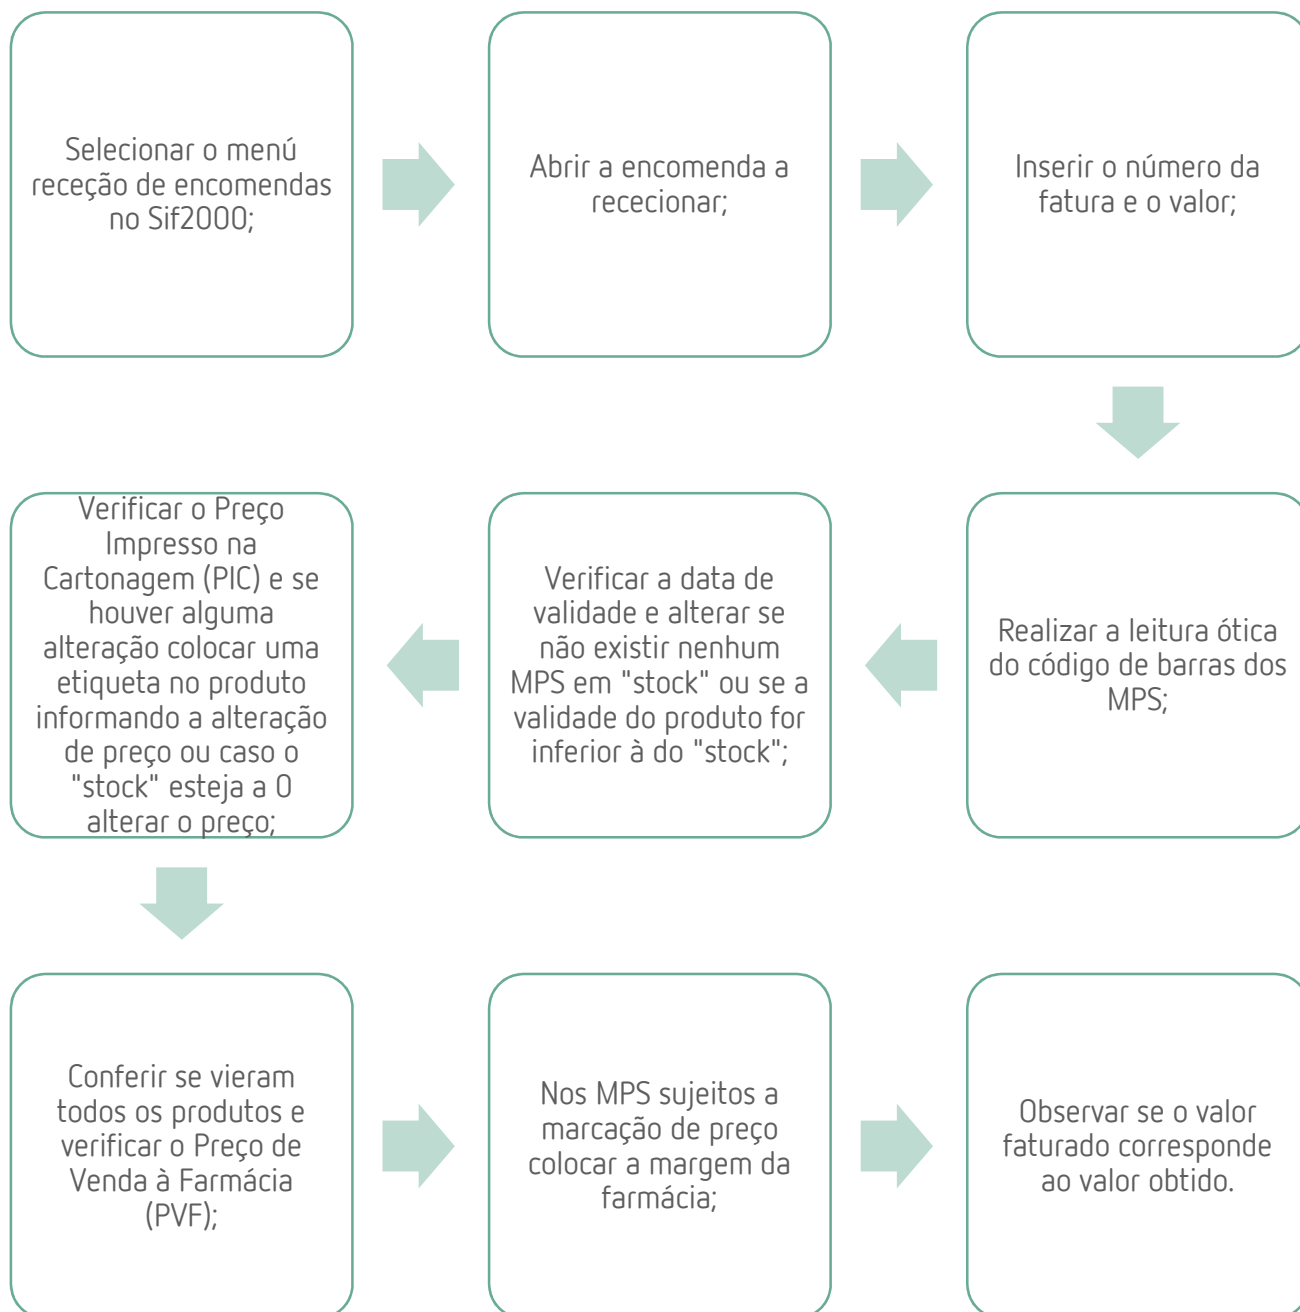 Selecionar o menú
receção de encomendas
no Sif2000;
Abrir a encomenda a
rececionar;
Inserir o número da
fatura e o valor;
Realizar a leitura ótica
do código de barras dos
MPS;
Verificar a data de
validade e alterar se
não existir nenhum
MPS em "stock" ou se a
validade do produto for
inferior à do "stock";
Verificar o Preço
Impresso na
Cartonagem (PIC) e se
houver alguma
alteração colocar uma
etiqueta no produto
informando a alteração
de preço ou caso o
"stock" esteja a 0
alterar o preço;
Conferir se vieram
todos os produtos e
verificar o Preço de
Venda à Farmácia
(PVF);
Nos MPS sujeitos a
marcação de preço
colocar a margem da
farmácia;
Observar se o valor
faturado corresponde
ao valor obtido.